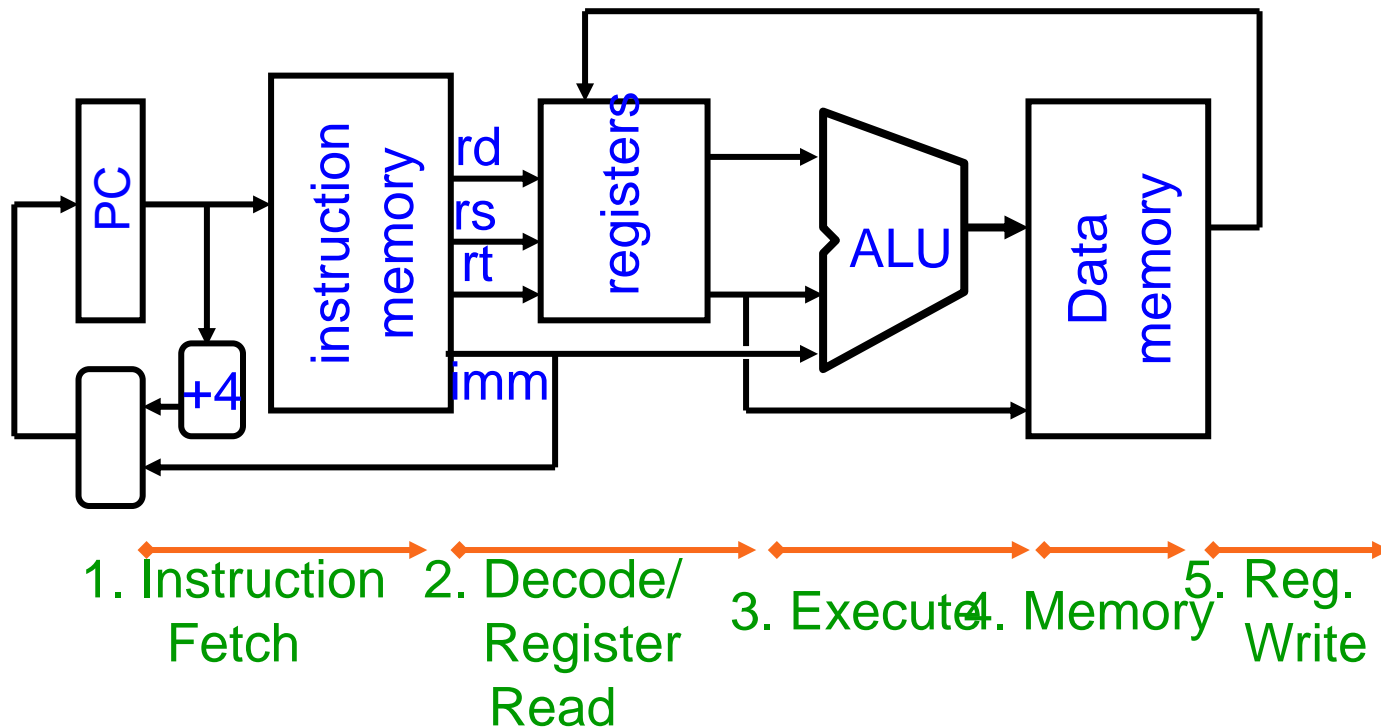 PC
+4
instruction
memory
rd
rs
rt
imm
registers
ALU
Data
memory
1. Instruction
Fetch
2. Decode/
Register
Read
3. Execute
4. Memory
5. Reg.
Write